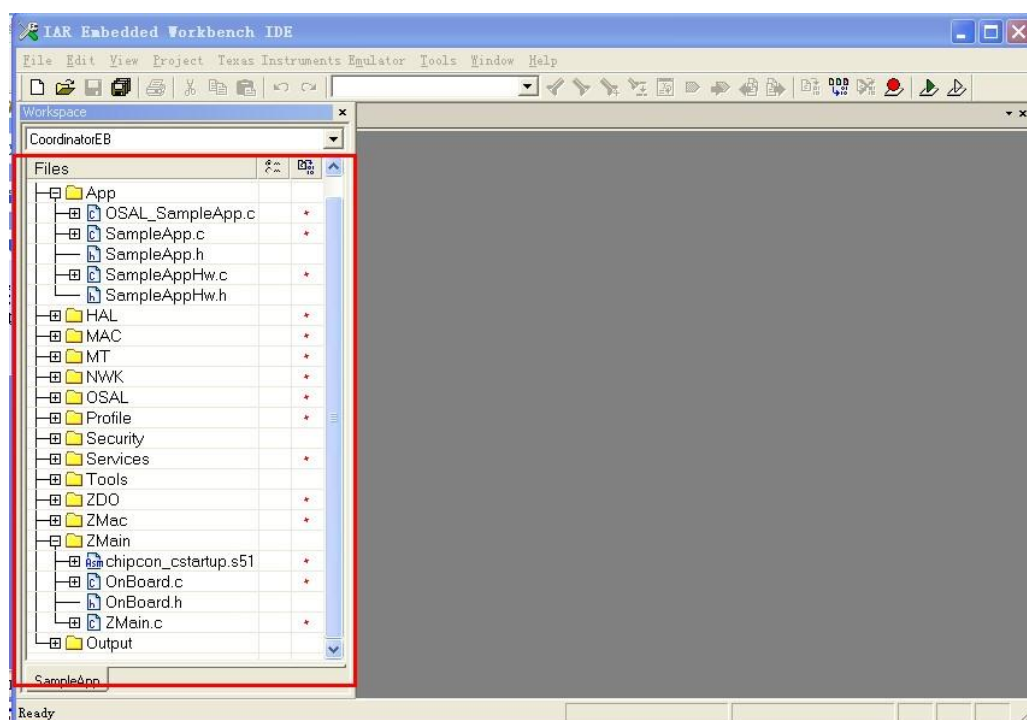 IAR Embedded Workbench IDE
File Edit View Project Texas Instruments Emulator Tools Window Help
Workspace
CoordinatorEB
Files
App
OSAL_SampleApp.c
SampleApp.c
SampleApp.h
SampleAppHw.c
SampleAppHw.h
HAL
MAC
MT
NWK
OSAL
Profile
Security
Services
Tools
ZDO
ZMac
ZMain
chipcon_cstartup.s51
OnBoard.c
OnBoard.h
ZMain.c
Output
SampleApp
Ready